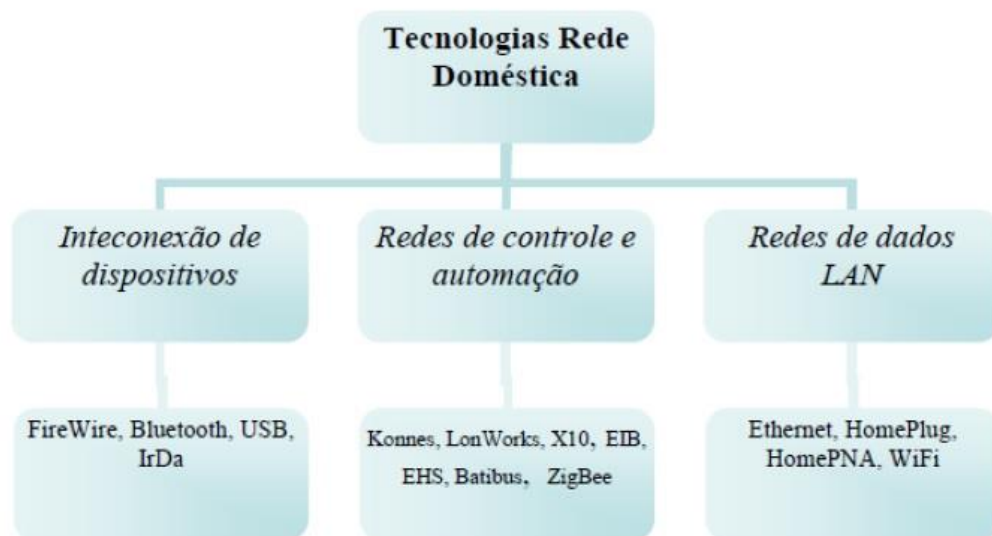 Tecnologias Rede
Doméstica
Inteconexão de
dispositivos
Redes de controle e
automação
Redes de dados
LAN
FireWire, Bluetooth, USB,
IrDa
Konnes, LonWorks, X10, EIB,
EHS, Batibus, ZigBee
Ethernet, HomePlug,
HomePNA, WiFi